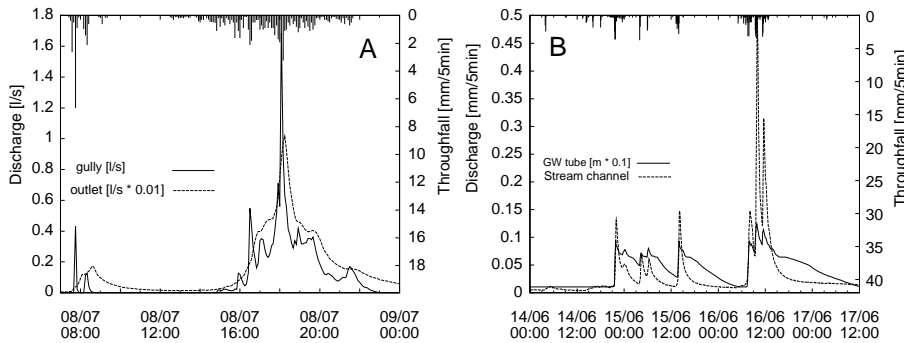 A
Discharge [l/s]
1.8
1.6
1.4
1.2
1
0.8
0.6
0.4
0.2
0
gully [l/s]
outlet [l/s * 0.01]
0
2
4
6
8
10
12
14
16
18
Throughfall [mm/5min]
08/07 08/07 08/07 08/07 09/07
08:00 12:00 16:00 20:00 00:00
B
Discharge [mm/5min]
0.5
0.45
0.4
0.35
0.3
0.25
0.2
0.15
0.1
0.05
0
GW tube [m * 0.1]
Stream channel
0
5
10
15
20
25
30
35
40
Throughfall [mm/5min]
14/06 14/06 15/06 15/06 16/06 16/06 17/06 17/06
00:00 12:00 00:00 12:00 00:00 12:00 00:00 12:00